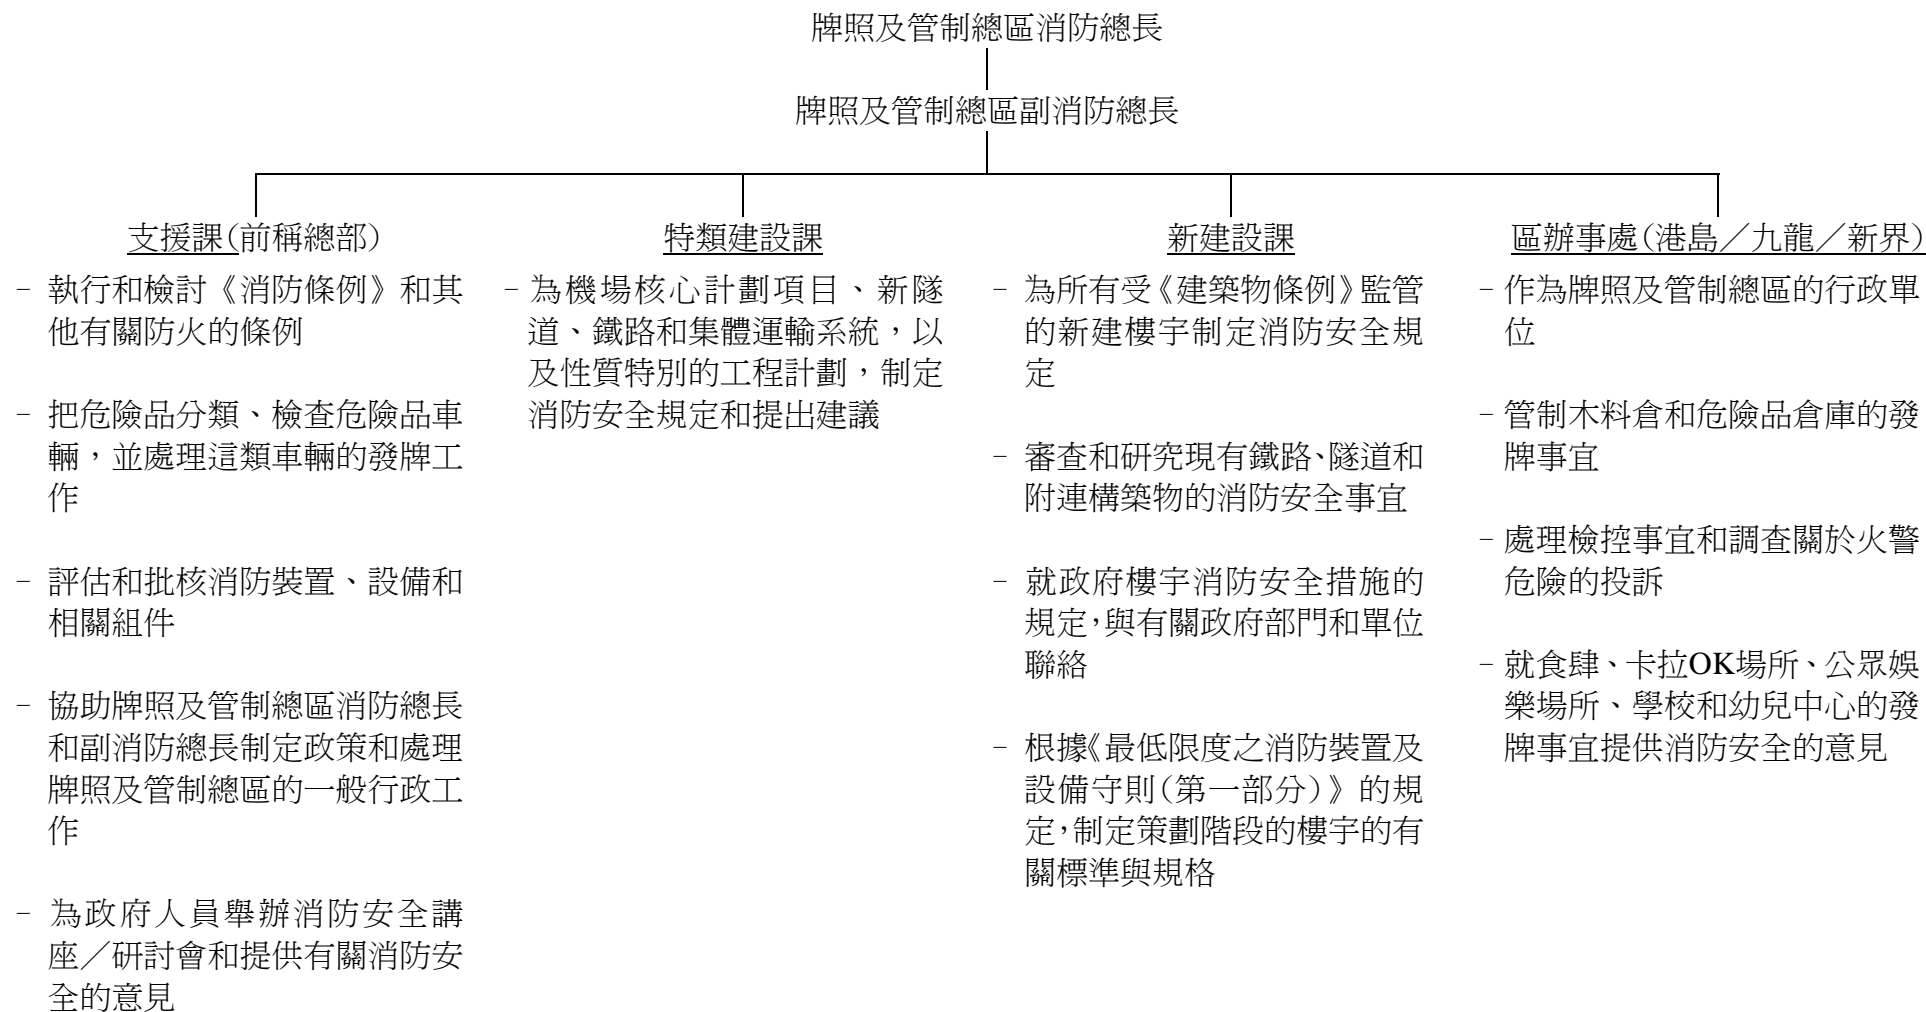 牌照及管制總區消防總長
牌照及管制總區副消防總長
支援課(前稱總部)
- 執行和檢討《消防條例》和其
他有關防火的條例
- 把危險品分類、檢查危險品車
輛，並處理這類車輛的發牌工
作
- 評估和批核消防裝置、設備和
相關組件
- 協助牌照及管制總區消防總長
和副消防總長制定政策和處理
牌照及管制總區的一般行政工
作
- 為政府人員舉辦消防安全講
座／研討會和提供有關消防安
全的意見
特類建設課
- 為機場核心計劃項目、新隧
道、鐵路和集體運輸系統，以
及性質特別的工程計劃，制定
消防安全規定和提出建議
新建設課
- 為所有受《建築物條例》監管
的新建樓宇制定消防安全規
定
- 審查和研究現有鐵路、隧道和
附連構築物的消防安全事宜
- 就政府樓宇消防安全措施的
規定，與有關政府部門和單位
聯絡
- 根據《最低限度之消防裝置及
設備守則(第一部分)》的規
定，制定策劃階段的樓宇的有
關標準與規格
區辦事處(港島／九龍／新界)
- 作為牌照及管制總區的行政單
位
- 管制木料倉和危險品倉庫的發
牌事宜
- 處理檢控事宜和調查關於火警
危險的投訴
- 就食肆、卡拉OK場所、公眾娛
樂場所、學校和幼兒中心的發
牌事宜提供消防安全的意見